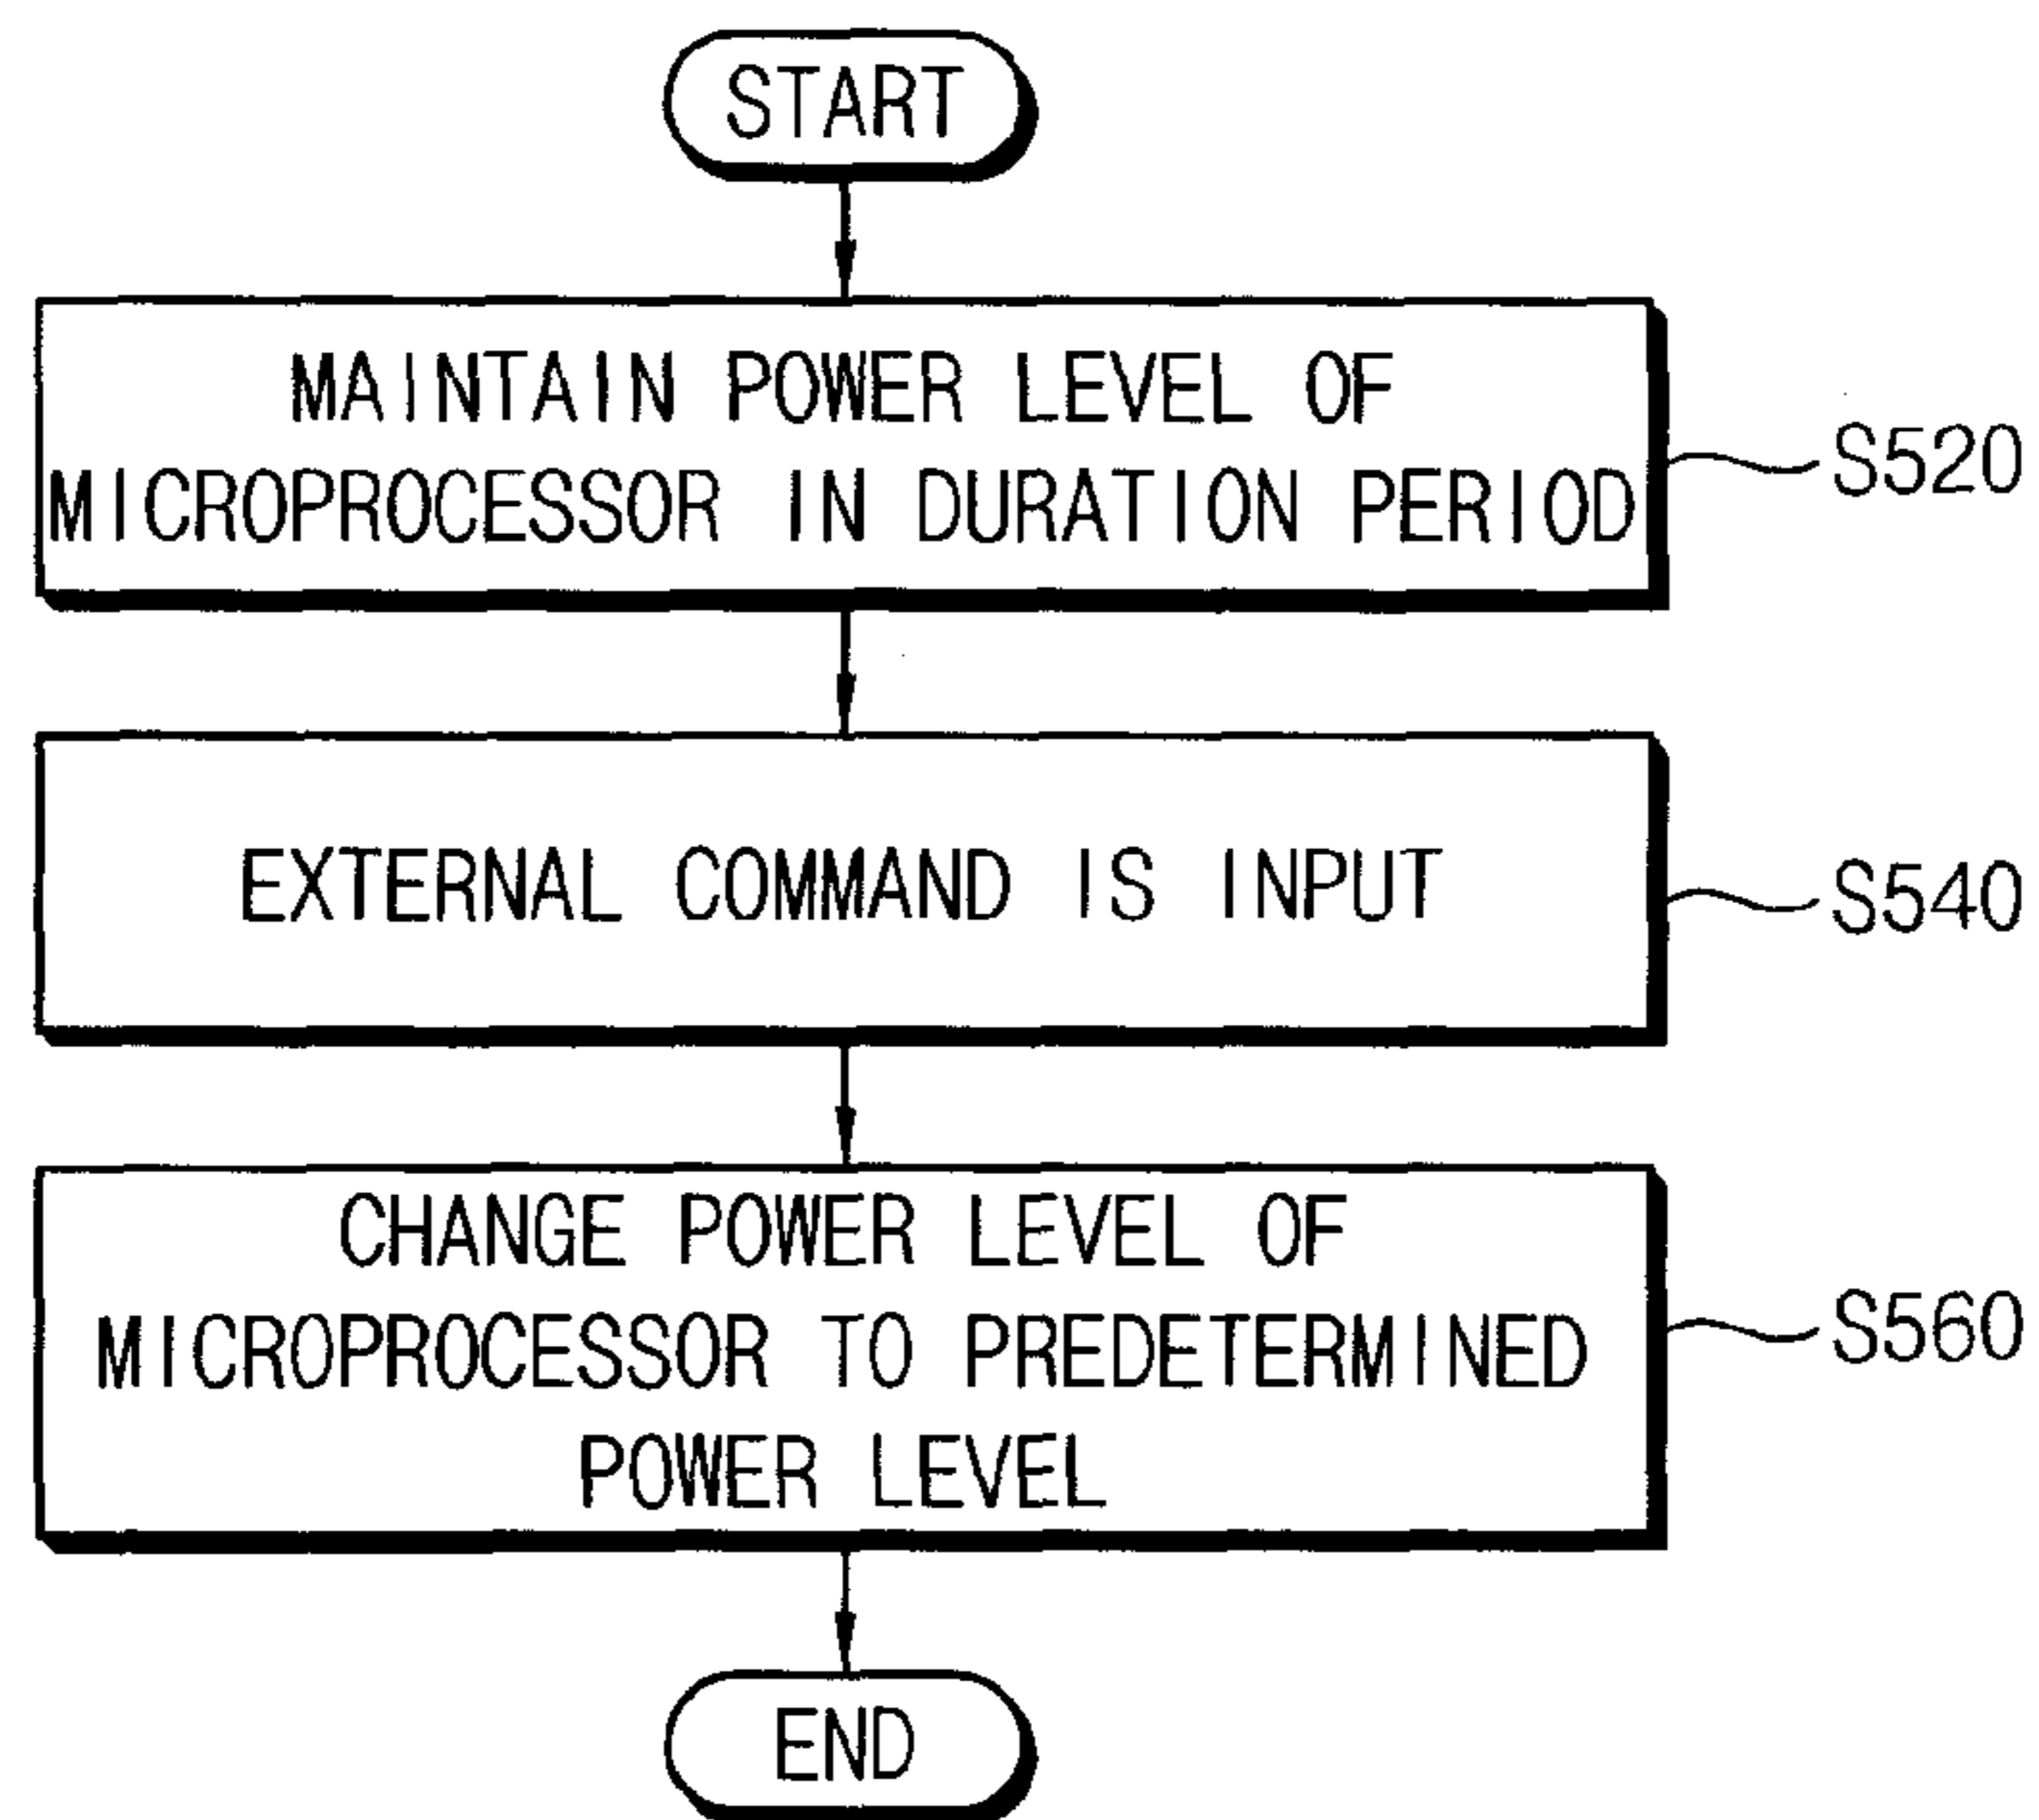 START
MAINTAIN POWER LEVEL OF
MICROPROCESSOR IN DURATION PERIOD
S520
EXTERNAL COMMAND IS INPUT
S540
CHANGE POWER LEVEL OF
MICROPROCESSOR TO PREDETERMINED
POWER LEVEL
S560
END